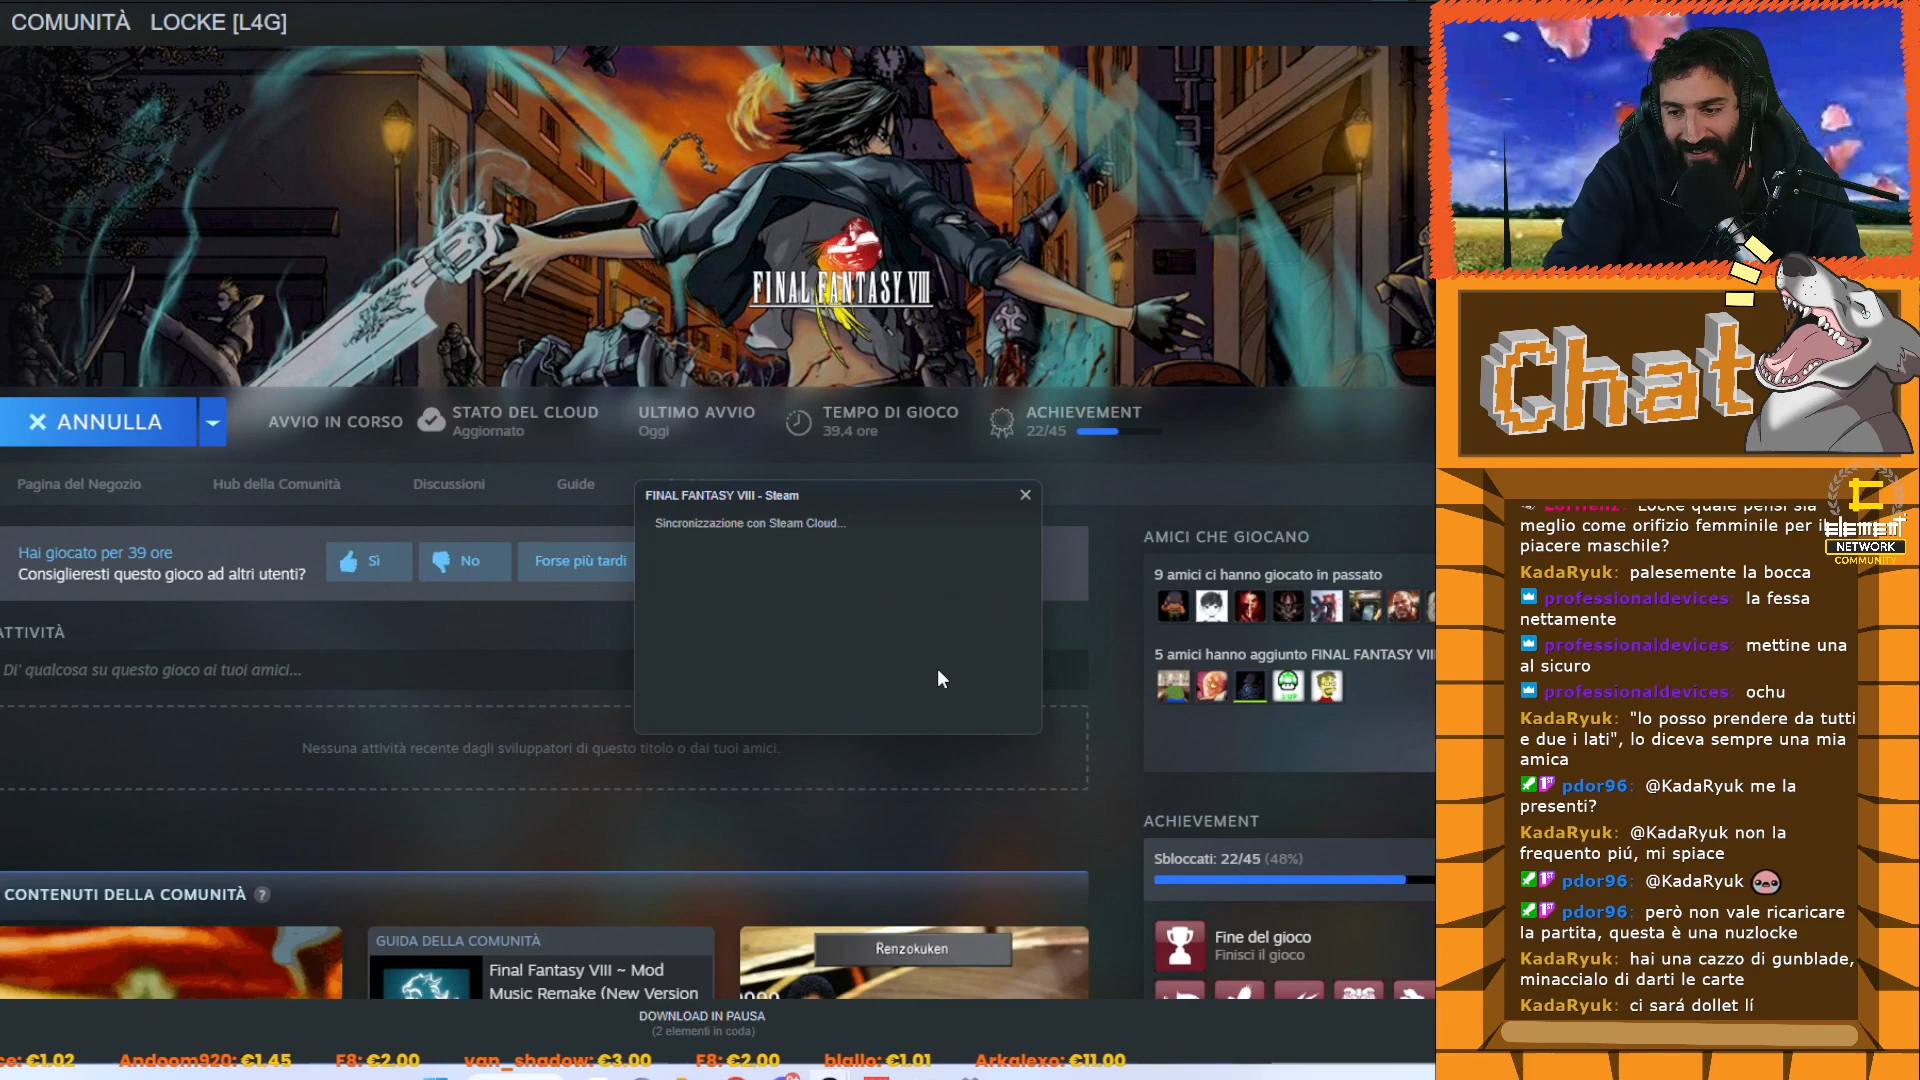 COMUNITÀ LOCKE [L4G]
FINAL FANTASY VIII
ANNULLA
AVVIO IN CORSO
STATO DEL CLOUD
Aggiornato
ULTIMO AVVIO
Oggi
TEMPO DI GIOCO
39,4 ore
ACHIEVEMENT
22/45
Pagina del Negozio
Hub della Comunità
Discussioni
Guide
FINAL FANTASY VIII - Steam
Sincronizzazione con Steam Cloud...
Hai giocato per 39 ore
Consiglieresti questo gioco ad altri utenti?
Sì
No
Forse più tardi
ATTIVITÀ
Di' qualcosa su questo gioco ai tuoi amici...
Nessuna attività recente dagli sviluppatori di questo titolo o dai tuoi amici.
AMICI CHE GIOCANO
9 amici ci hanno giocato in passato
5 amici hanno aggiunto FINAL FANTASY VIII
ACHIEVEMENT
Sbloccati: 22/45 (48%)
Fine del gioco
Finisci il gioco
CONTENUTI DELLA COMUNITÀ ?
GUIDA DELLA COMUNITÀ
Final Fantasy VIII ~ Mod
Music Remake (New Version
Renzokuken
DOWNLOAD IN PAUSA
(2 elementi in coda)
€1.02 Andoom920: €1.45 F8: €2.00 van_shadow: €3.00 F8: €2.00 blallo: €1.01 Arkalexo: €11.00
Chat
ELEMENT
NETWORK
COMMUNITY
Locke quale pensi sia
meglio come orifizio femminile per il
piacere maschile?
KadaRyuk: palesemente la bocca
professionaldevices: la fessa
nettamente
professionaldevices: mettine una
al sicuro
professionaldevices: ochu
KadaRyuk: "lo posso prendere da tutti
e due i lati", lo diceva sempre una mia
amica
pdor96: @KadaRyuk me la
presenti?
KadaRyuk: @KadaRyuk non la
frequento piú, mi spiace
pdor96: @KadaRyuk
pdor96: però non vale ricaricare
la partita, questa è una nuzlocke
KadaRyuk: hai una cazzo di gunblade,
minaccialo di darti le carte
KadaRyuk: ci sará dollet lí